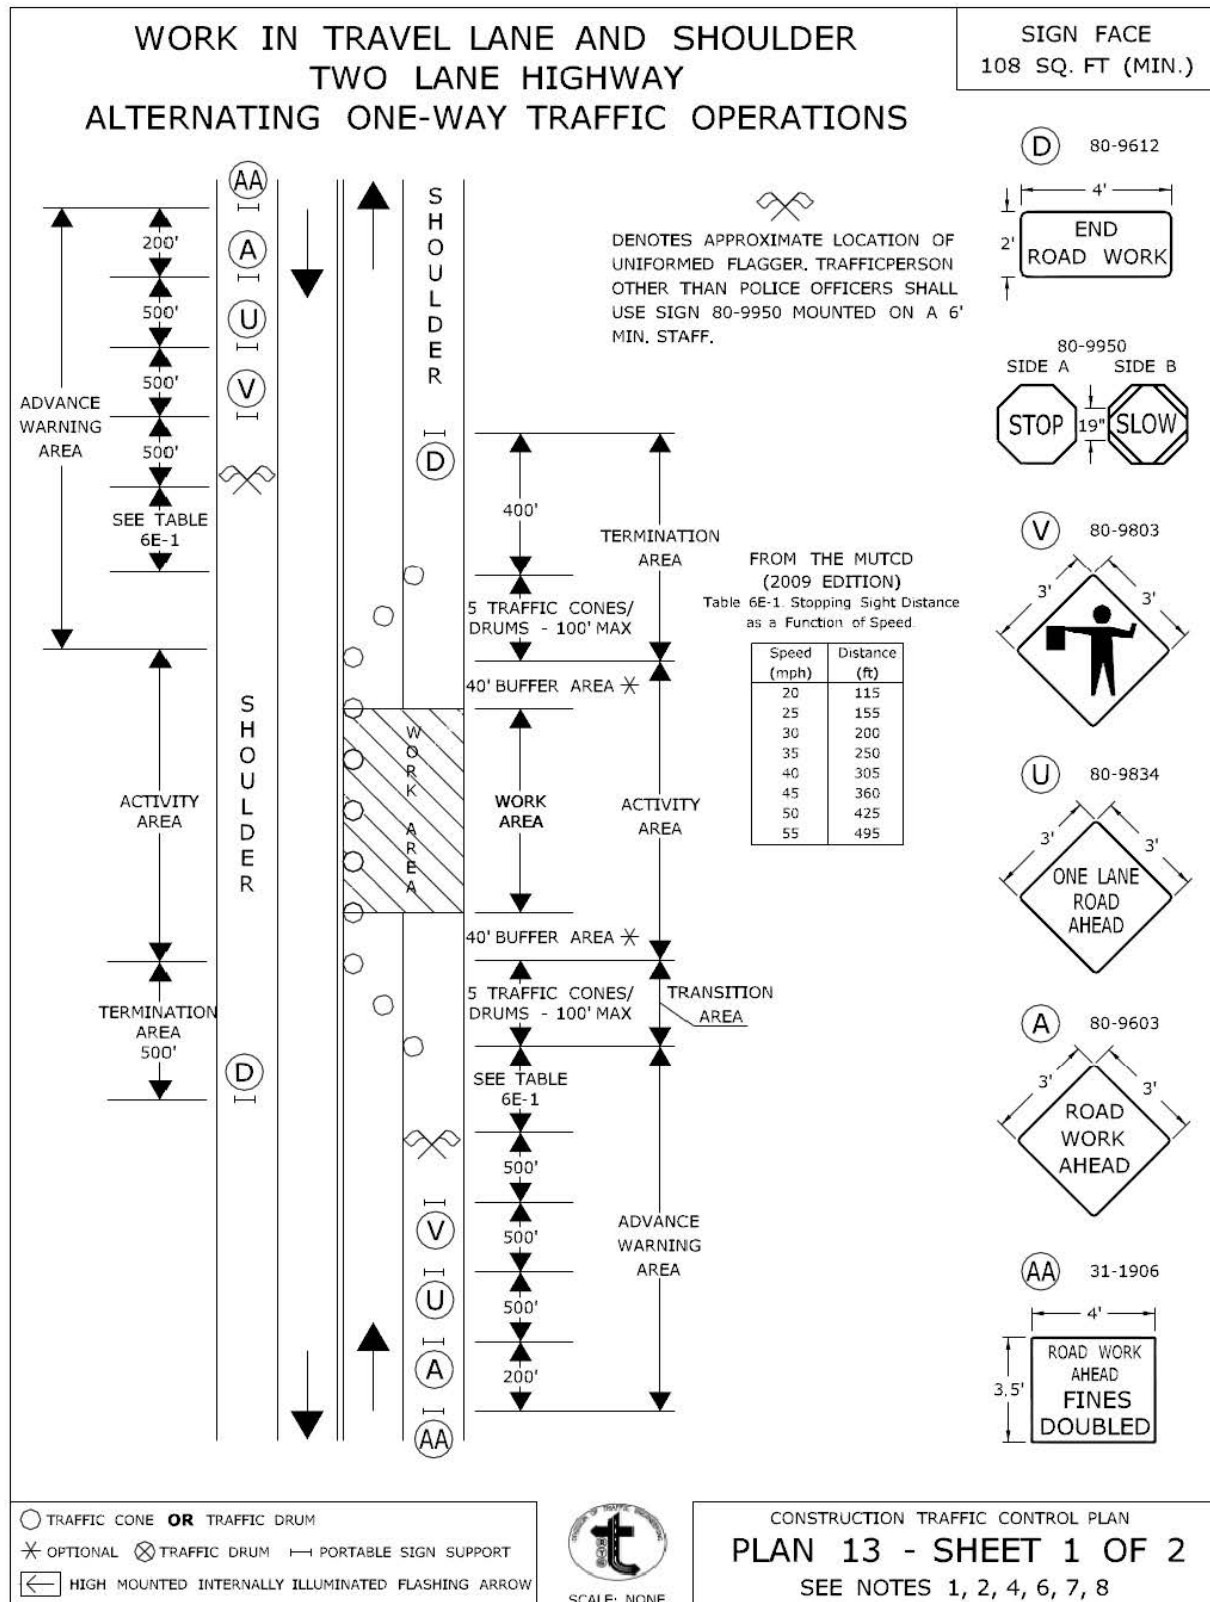 WORK IN TRAVEL LANE AND SHOULDER
TWO LANE HIGHWAY
ALTERNATING ONE-WAY TRAFFIC OPERATIONS
SIGN FACE
108 SQ. FT (MIN.)
AA
200'
A
500'
U
500'
V
500'
SEE TABLE
6E-1
ADVANCE
WARNING
AREA
SHOULDER
ACTIVITY
AREA
TERMINATION
AREA
500'
D
SHOULDER
D
400'
TERMINATION
AREA
5 TRAFFIC CONES/
DRUMS - 100' MAX
40' BUFFER AREA
WORK AREA
WORK
AREA
ACTIVITY
AREA
40' BUFFER AREA
5 TRAFFIC CONES/
DRUMS - 100' MAX
TRANSITION
AREA
SEE TABLE
6E-1
500'
V
500'
U
500'
A
200'
AA
ADVANCE
WARNING
AREA
DENOTES APPROXIMATE LOCATION OF
UNIFORMED FLAGGER. TRAFFICPERSON
OTHER THAN POLICE OFFICERS SHALL
USE SIGN 80-9950 MOUNTED ON A 6'
MIN. STAFF.
FROM THE MUTCD
(2009 EDITION)
Table 6E-1. Stopping Sight Distance
as a Function of Speed
Speed Distance
(mph) (ft)
20 115
25 155
30 200
35 250
40 305
45 360
50 425
55 495
D 80-9612
4'
2'
END
ROAD WORK
80-9950
SIDE A SIDE B
STOP 19" SLOW
V 80-9803
3' 3'
U 80-9834
3' 3'
ONE LANE
ROAD
AHEAD
A 80-9603
3' 3'
ROAD
WORK
AHEAD
AA 31-1906
4'
3.5'
ROAD WORK
AHEAD
FINES
DOUBLED
TRAFFIC CONE OR TRAFFIC DRUM
OPTIONAL TRAFFIC DRUM PORTABLE SIGN SUPPORT
HIGH MOUNTED INTERNALLY ILLUMINATED FLASHING ARROW
DIVISION OF TRAFFIC ENGINEERING
SCALE: NONE
CONSTRUCTION TRAFFIC CONTROL PLAN
PLAN 13 - SHEET 1 OF 2
SEE NOTES 1, 2, 4, 6, 7, 8